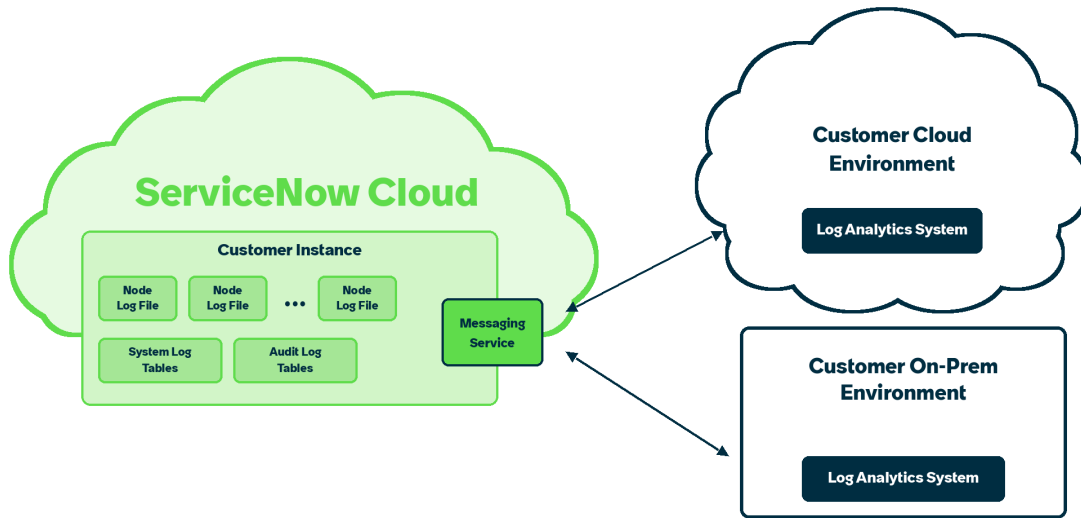 ServiceNow Cloud
Customer Instance
Node
Log File
Node
Log File
...
Node
Log File
System Log
Tables
Audit Log
Tables
Messaging
Service
Customer Cloud
Environment
Log Analytics System
Customer On-Prem
Environment
Log Analytics System